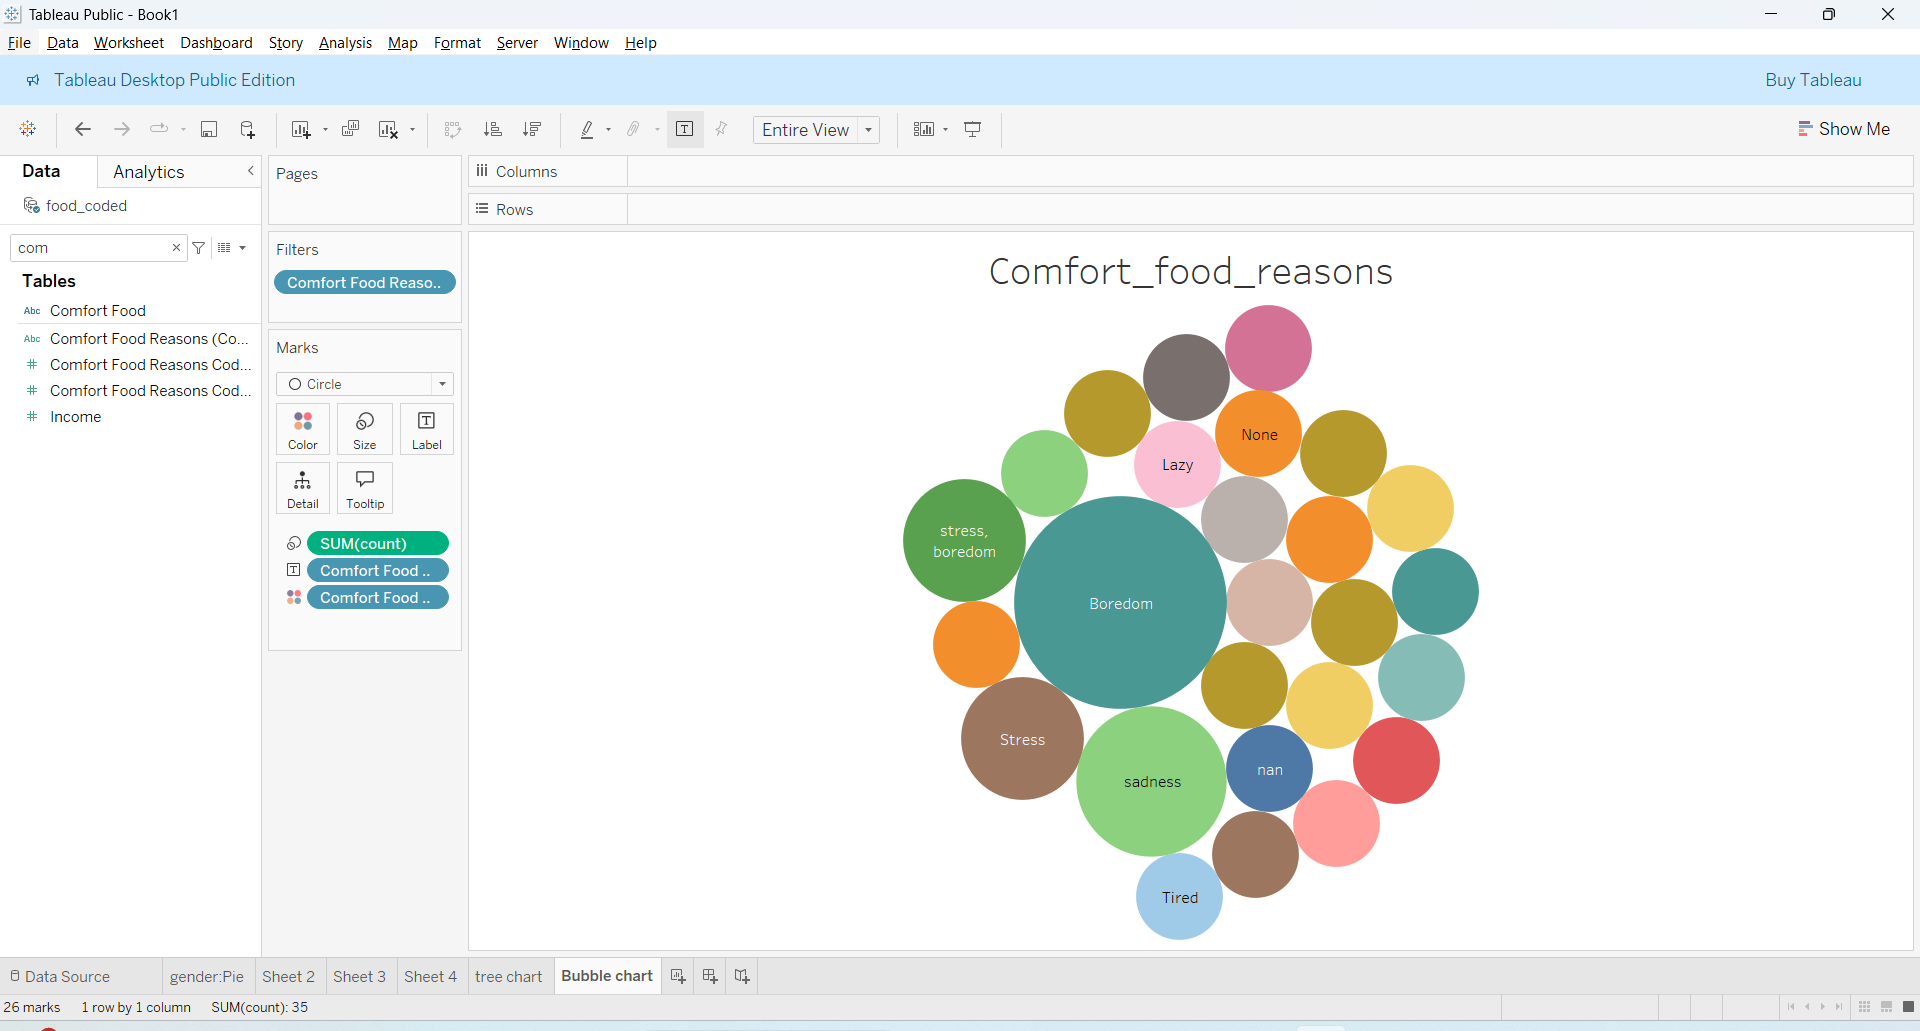 Tableau Public - Book1
File Data Worksheet Dashboard Story Analysis Map Format Server Window Help
Tableau Desktop Public Edition
Buy Tableau
Entire View
Show Me
Data
Analytics
food_coded
com
Tables
Abc Comfort Food
Abc Comfort Food Reasons (Co...
Comfort Food Reasons Cod...
Comfort Food Reasons Cod...
Income
Pages
Filters
Comfort Food Reaso..
Marks
Circle
Color Size Label
Detail Tooltip
SUM(count)
Comfort Food ..
Comfort Food ..
Columns
Rows
Comfort_food_reasons
None
Lazy
stress,
boredom
Boredom
Stress
sadness
nan
Tired
Data Source gender:Pie Sheet 2 Sheet 3 Sheet 4 tree chart Bubble chart
26 marks 1 row by 1 column SUM(count): 35